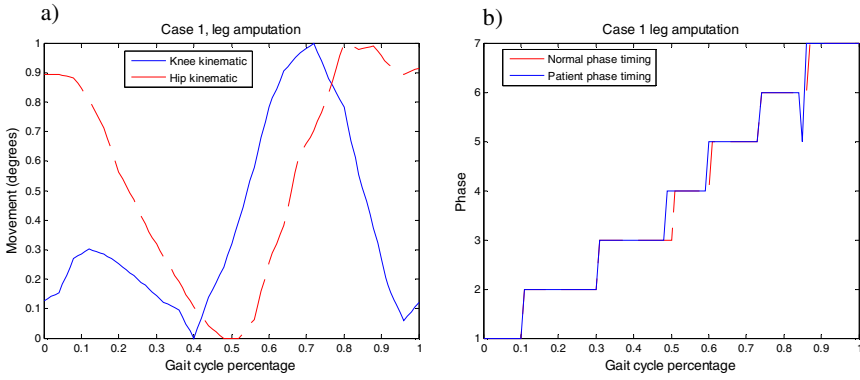 a)
Case 1, leg amputation
Knee kinematic
Hip kinematic
Movement (degrees)
1
0.9
0.8
0.7
0.6
0.5
0.4
0.3
0.2
0.1
0
0 0.1 0.2 0.3 0.4 0.5 0.6 0.7 0.8 0.9 1
Gait cycle percentage
b)
Case 1 leg amputation
Normal phase timing
Patient phase timing
Phase
7
6
5
4
3
2
1
0 0.1 0.2 0.3 0.4 0.5 0.6 0.7 0.8 0.9 1
Gait cycle percentage